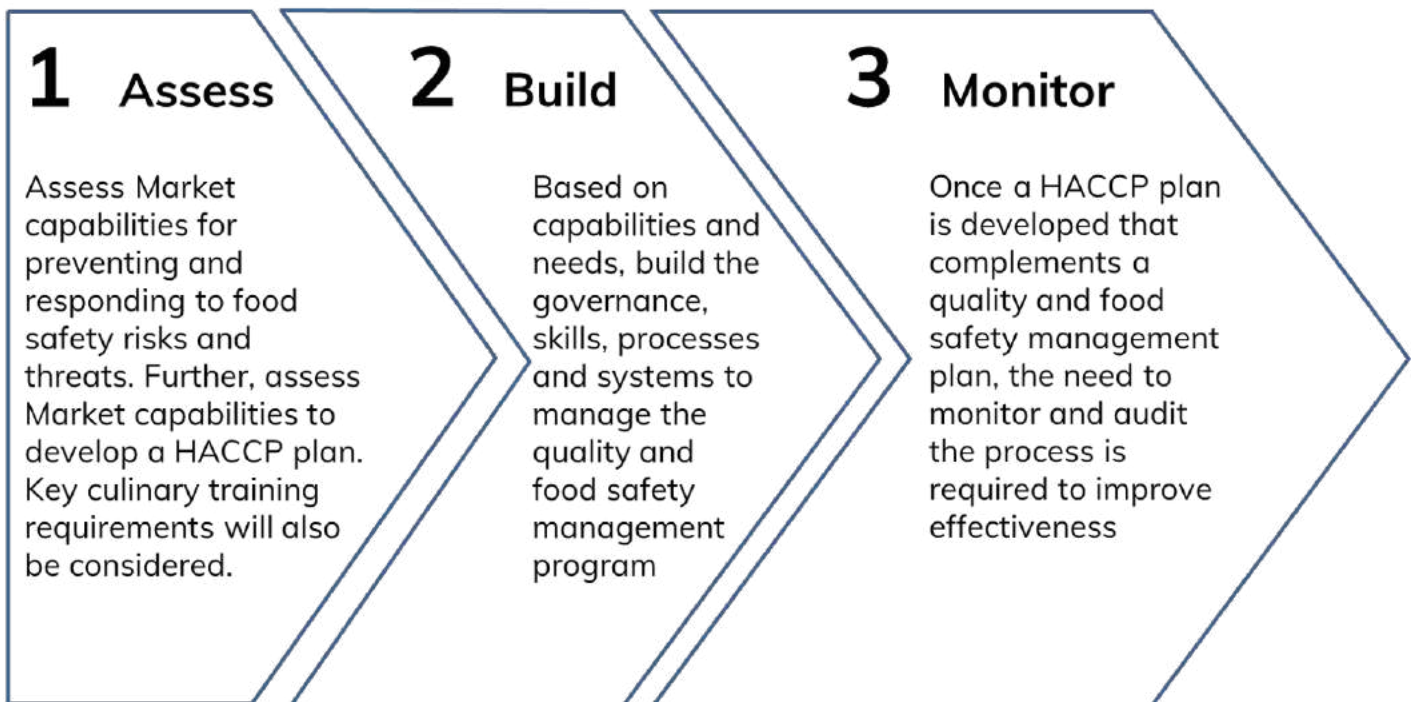 1 Assess
Assess Market
capabilities for
preventing and
responding to food
safety risks and
threats. Further, assess
Market capabilities to
develop a HACCP plan.
Key culinary training
requirements will also
be considered.
2 Build
Based on
capabilities and
needs, build the
governance,
skills, processes
and systems to
manage the
quality and
food safety
management
program
3 Monitor
Once a HACCP plan
is developed that
complements a
quality and food
safety management
plan, the need to
monitor and audit
the process is
required to improve
effectiveness